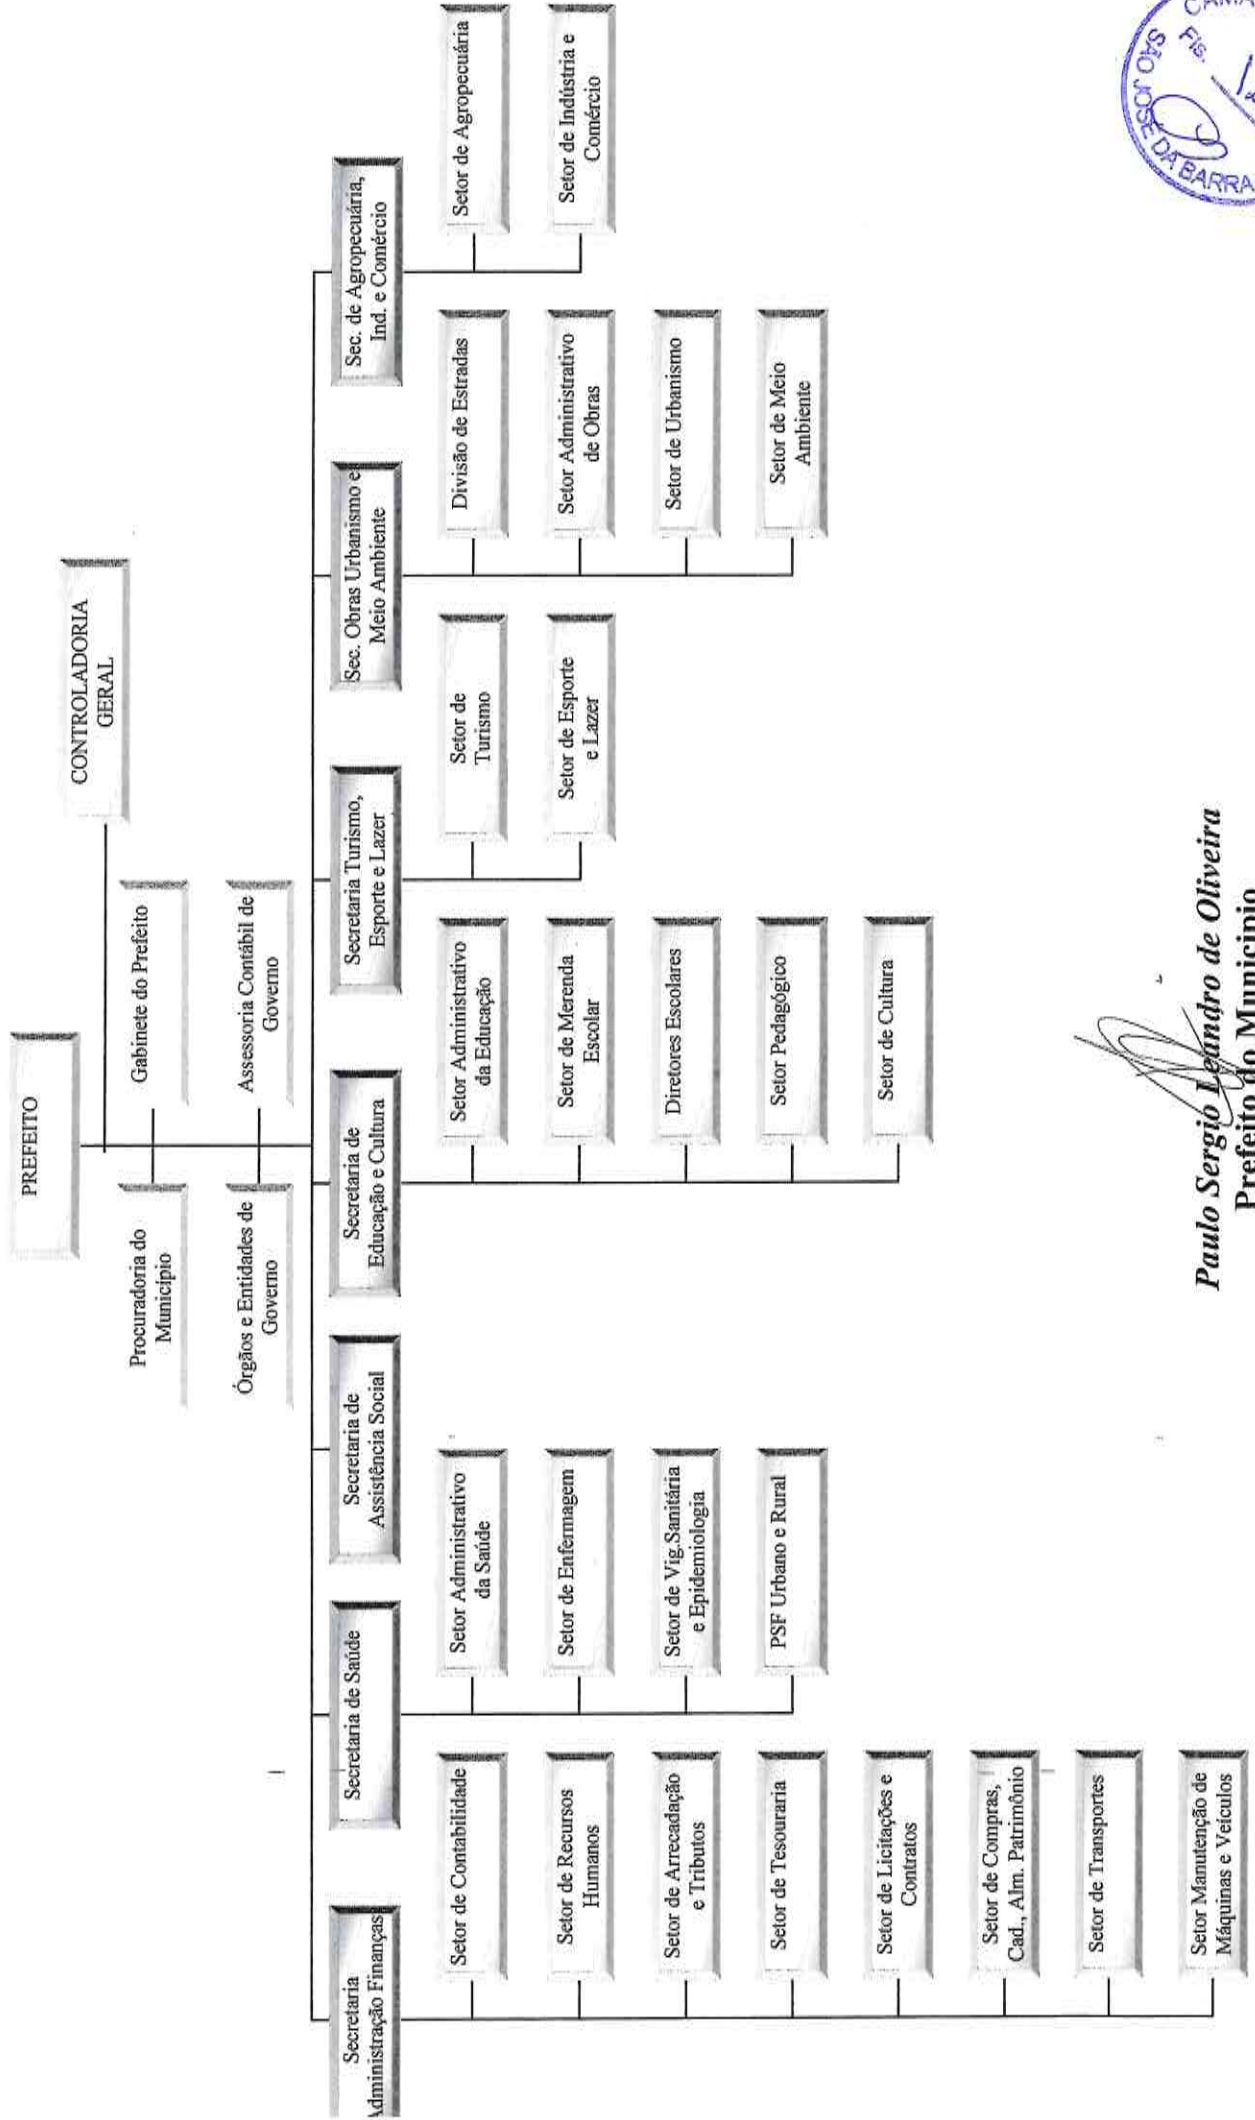 PREFEITO
CONTROLADORIA
GERAL
Procuradoria do
Município
Gabinete do Prefeito
Órgãos e Entidades de
Governo
Assessoria Contábil de
Governo
Secretaria
Administração Finanças
Setor de Contabilidade
Setor de Recursos
Humanos
Setor de Arrecadação
e Tributos
Setor de Tesouraria
Setor de Licitações e
Contratos
Setor de Compras,
Cad., Alm. Patrimônio
Setor de Transportes
Setor Manutenção de
Máquinas e Veículos
Secretaria de Saúde
Setor Administrativo
da Saúde
Setor de Enfermagem
Setor de Vig.Sanitária
e Epidemiologia
PSF Urbano e Rural
Secretaria de
Assistência Social
Secretaria de
Educação e Cultura
Setor Administrativo
da Educação
Setor de Merenda
Escolar
Diretores Escolares
Setor Pedagógico
Setor de Cultura
Secretaria Turismo,
Esporte e Lazer
Setor de
Turismo
Setor de Esporte
e Lazer
Sec. Obras Urbanismo e
Meio Ambiente
Divisão de Estradas
Setor Administrativo
de Obras
Setor de Urbanismo
Setor de Meio
Ambiente
Sec. de Agropecuária,
Ind. e Comércio
Setor de Agropecuária
Setor de Indústria e
Comércio
Paulo Sergio Leandro de Oliveira
Prefeito do Município
Fls.
SÃO JOSÉ DA BARRA